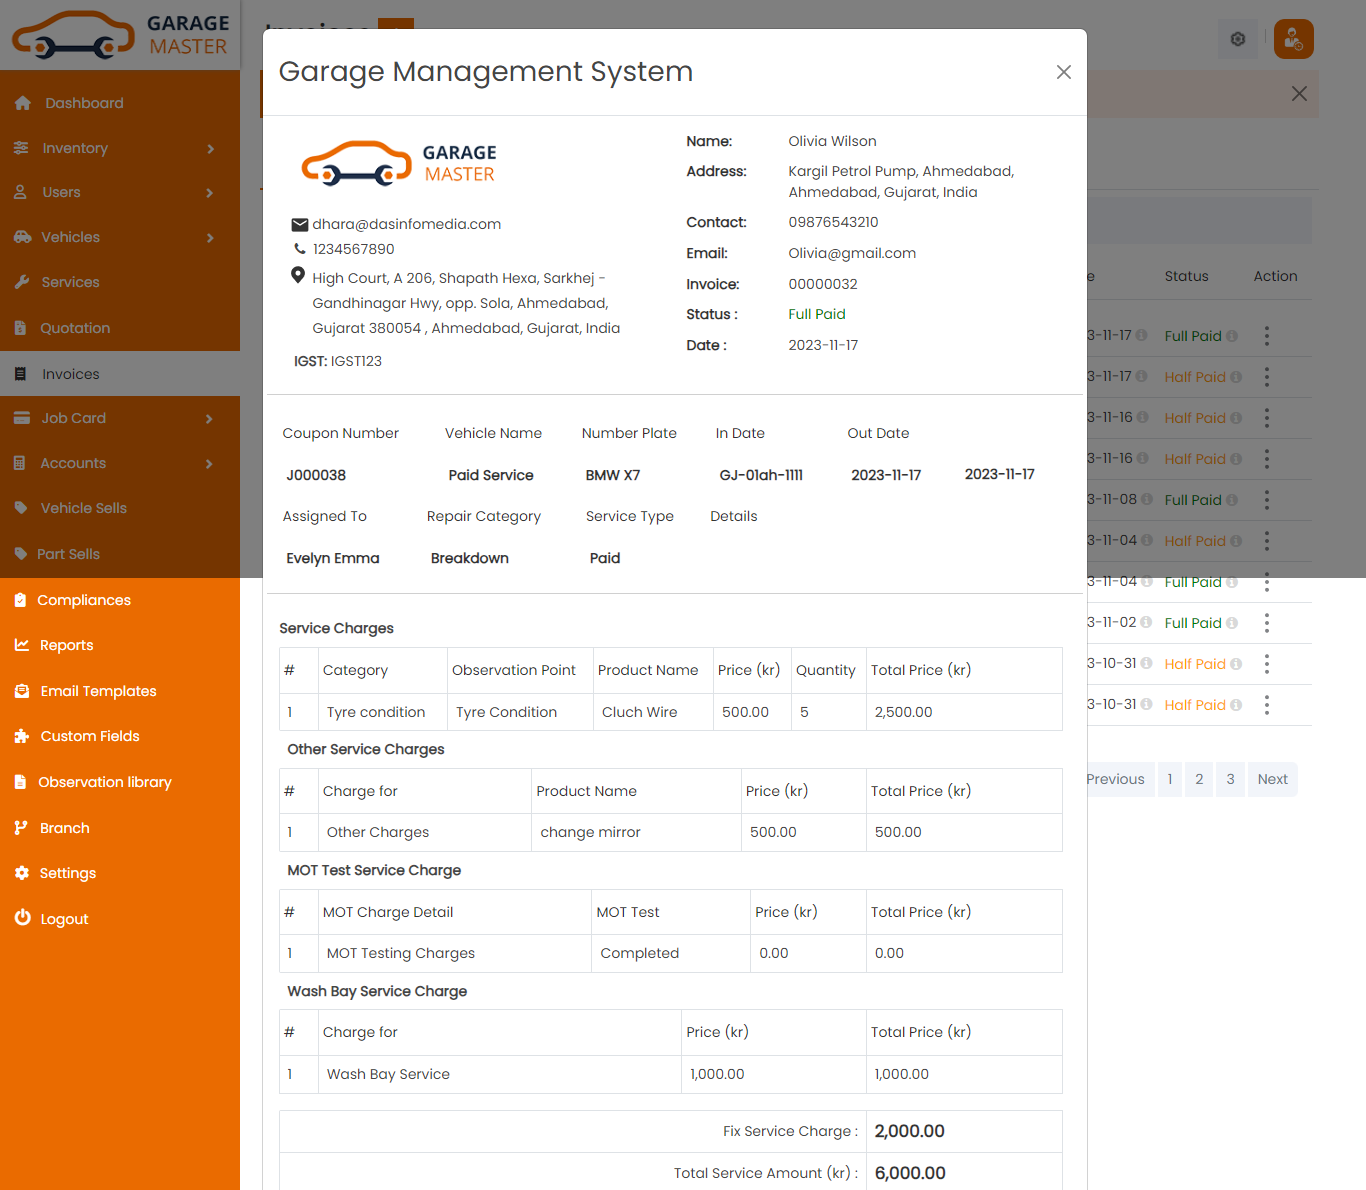 GARAGE
MASTER
Dashboard
Inventory
Users
Vehicles
Services
Quotation
Invoices
Job Card
Accounts
Vehicle Sells
Part Sells
Compliances
Reports
Email Templates
Custom Fields
Observation library
Branch
Settings
Logout
Garage Management System
GARAGE
MASTER
dhara@dasinfomedia.com
1234567890
High Court, A 206, Shapath Hexa, Sarkhej -
Gandhinagar Hwy, opp. Sola, Ahmedabad,
Gujarat 380054 , Ahmedabad, Gujarat, India
IGST: IGST123
Name: Olivia Wilson
Address: Kargil Petrol Pump, Ahmedabad,
Ahmedabad, Gujarat, India
Contact: 09876543210
Email: Olivia@gmail.com
Invoice: 00000032
Status : Full Paid
Date : 2023-11-17
Coupon Number Vehicle Name Number Plate In Date Out Date
J000038 Paid Service BMW X7 GJ-01ah-1111 2023-11-17 2023-11-17
Assigned To Repair Category Service Type Details
Evelyn Emma Breakdown Paid
Service Charges
# Category Observation Point Product Name Price (kr) Quantity Total Price (kr)
1 Tyre condition Tyre Condition Cluch Wire 500.00 5 2,500.00
Other Service Charges
# Charge for Product Name Price (kr) Total Price (kr)
1 Other Charges change mirror 500.00 500.00
MOT Test Service Charge
# MOT Charge Detail MOT Test Price (kr) Total Price (kr)
1 MOT Testing Charges Completed 0.00 0.00
Wash Bay Service Charge
# Charge for Price (kr) Total Price (kr)
1 Wash Bay Service 1,000.00 1,000.00
Fix Service Charge : 2,000.00
Total Service Amount (kr) : 6,000.00
e Status Action
3-11-17 Full Paid
3-11-17 Half Paid
3-11-16 Half Paid
3-11-16 Half Paid
3-11-08 Full Paid
3-11-04 Half Paid
3-11-04 Full Paid
3-11-02 Full Paid
3-10-31 Half Paid
3-10-31 Half Paid
Previous 1 2 3 Next